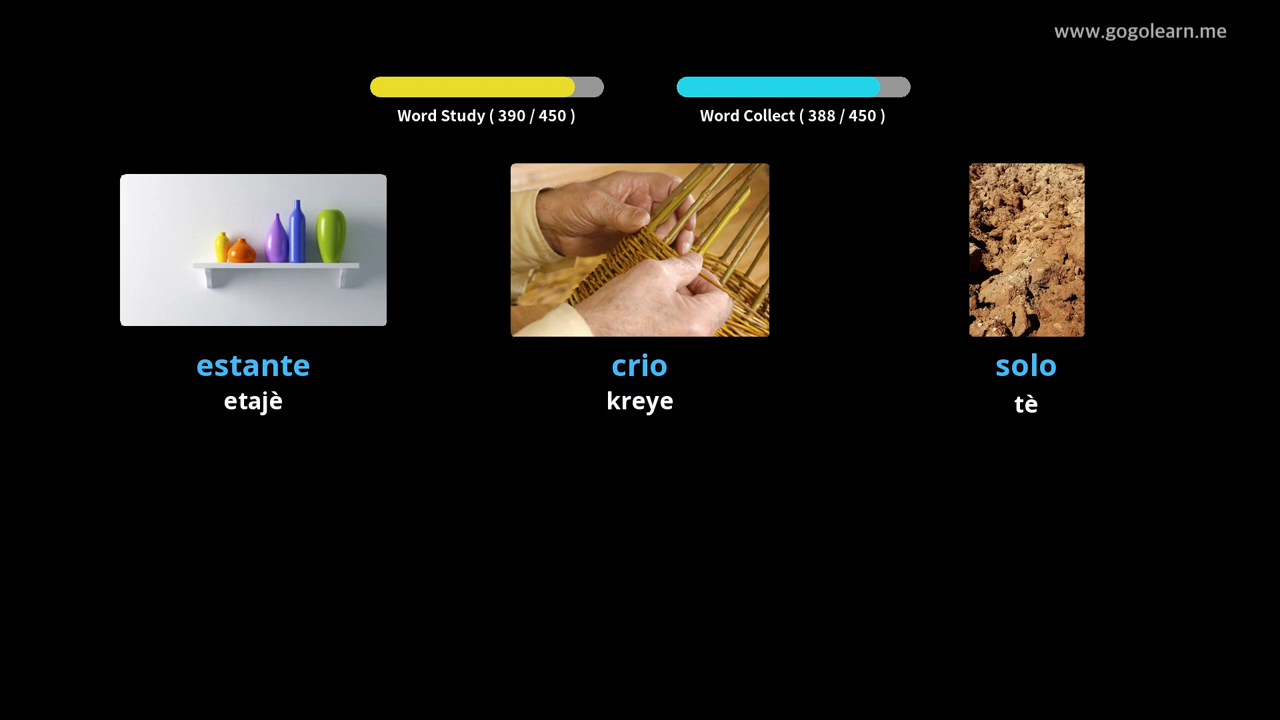 www.gogolearn.me
Word Study ( 390 / 450 )
Word Collect ( 388 / 450 )
estante
etajè
crio
kreye
solo
tè